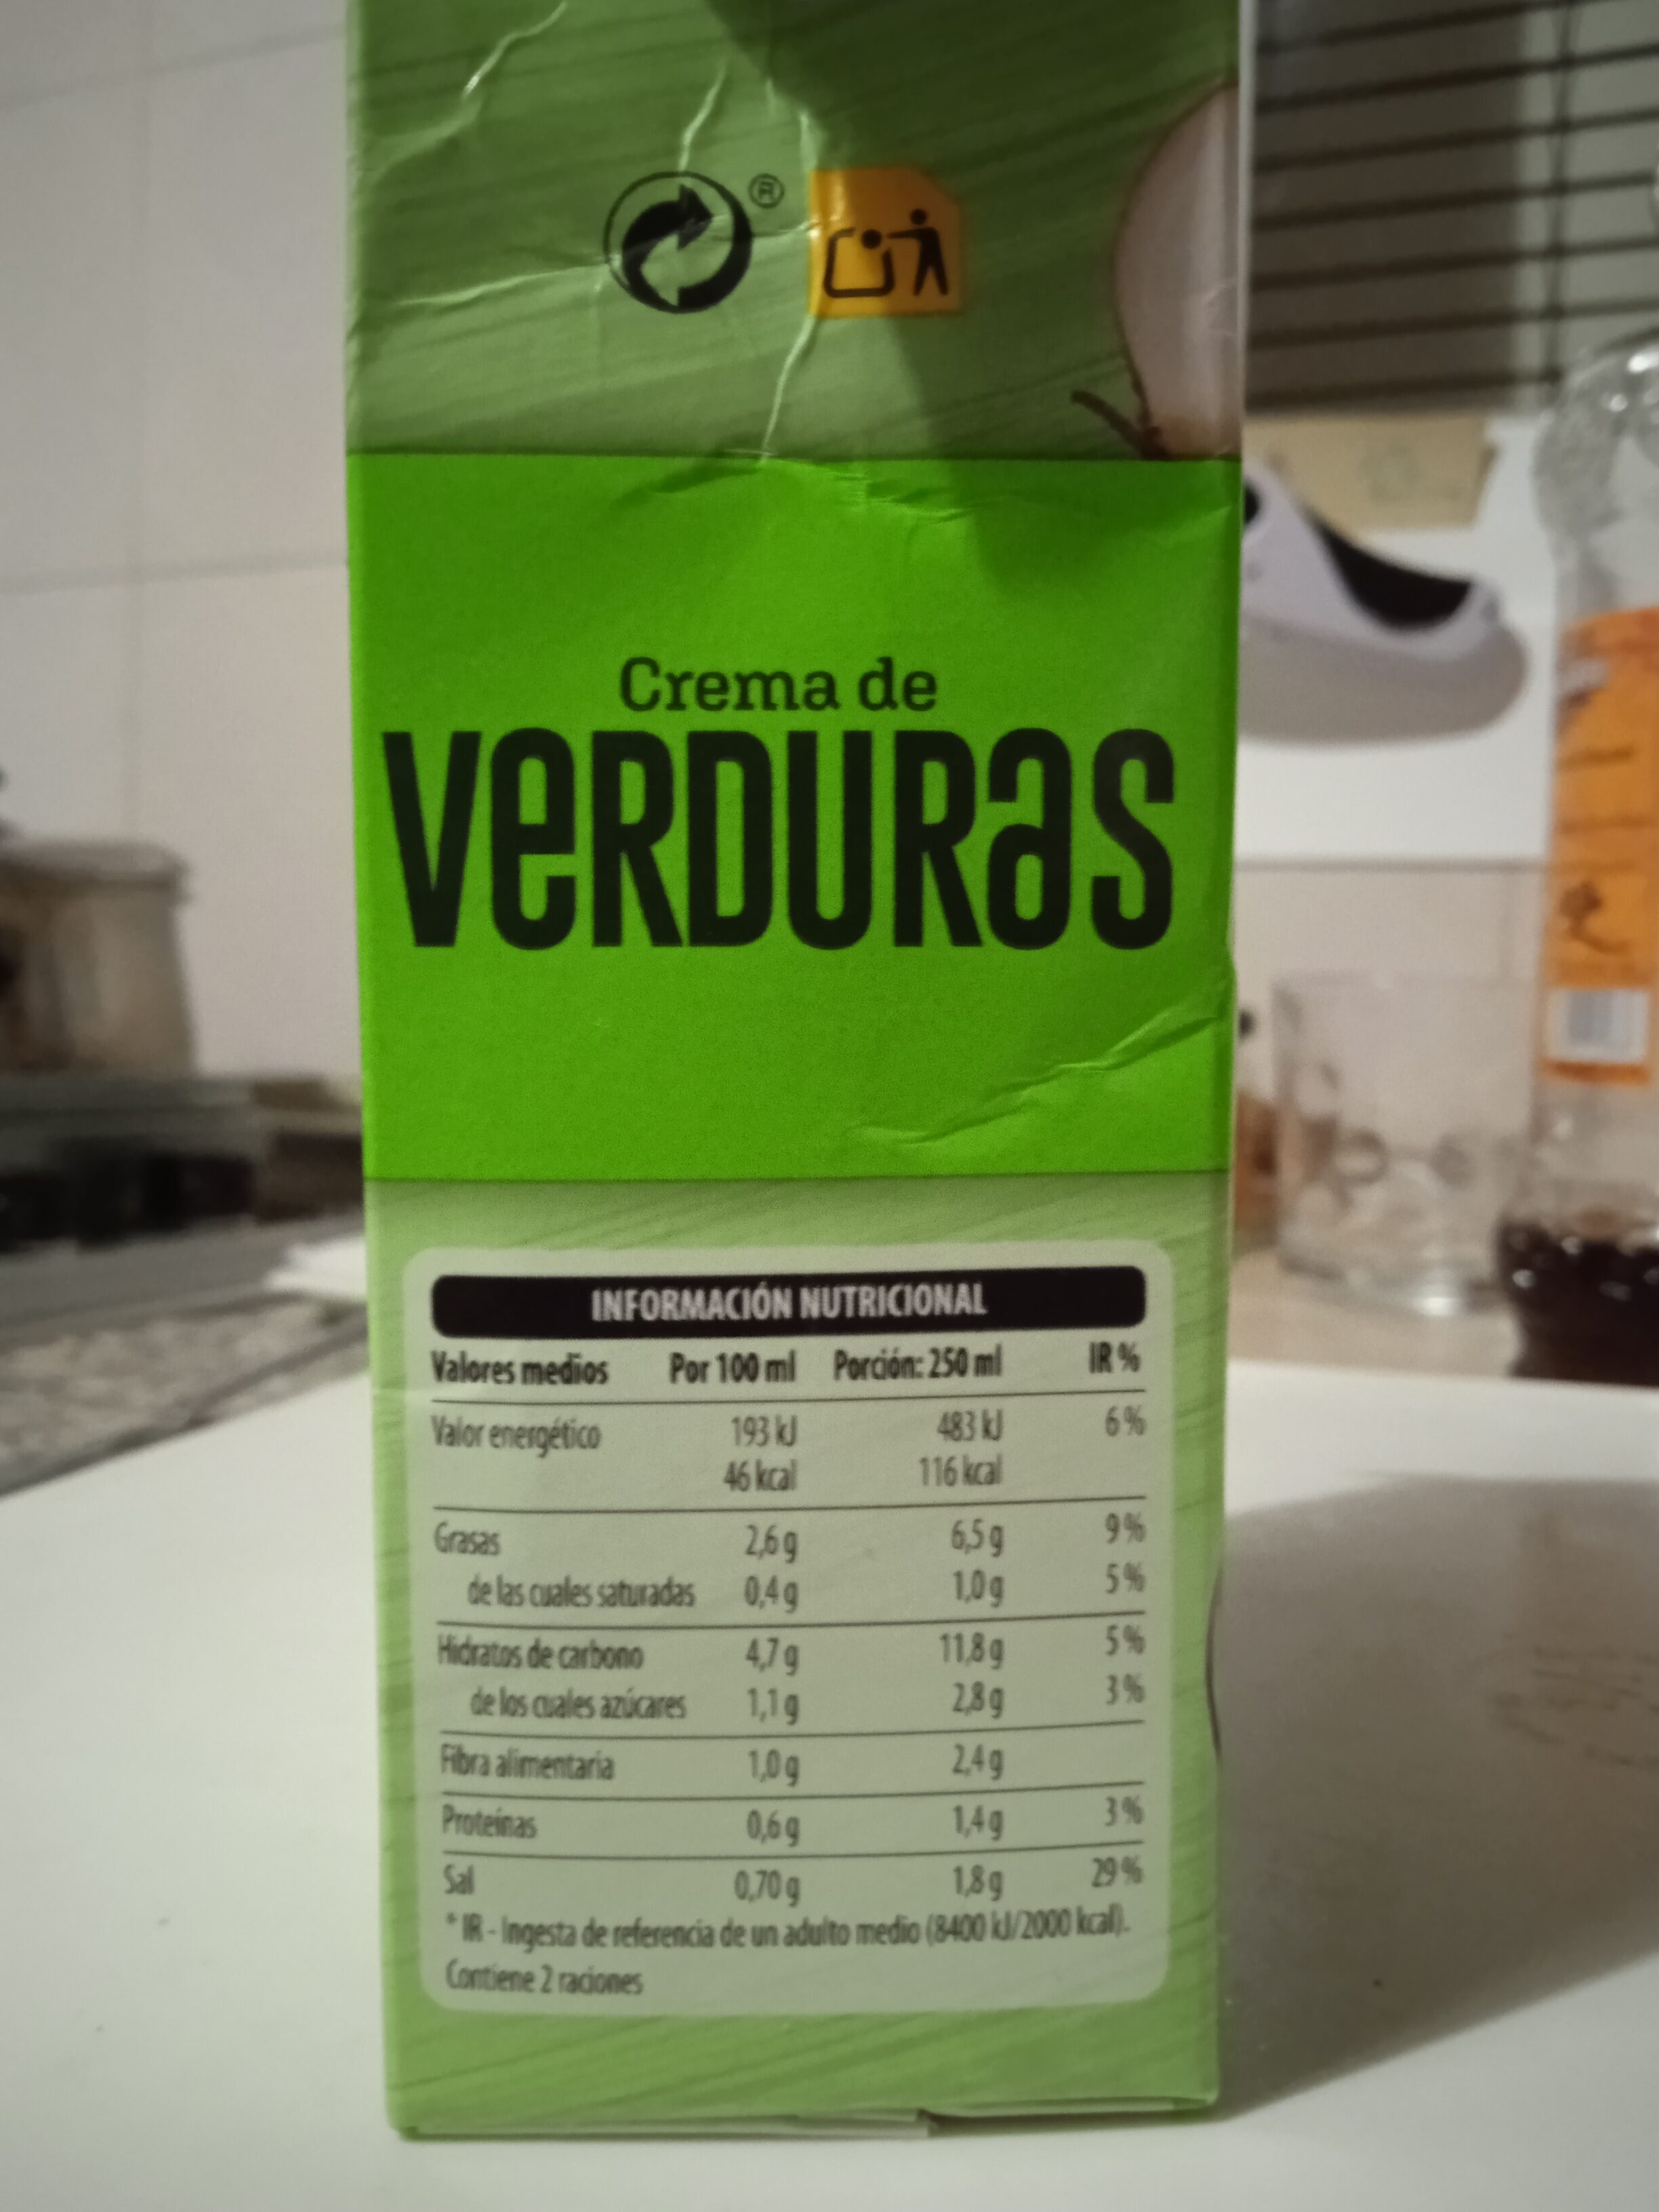 ®
Crema de
VERDURAS
INFORMACIÓN NUTRICIONAL
Valores medios Por 100 ml Porción: 250 ml IR %
Valor energético 193 kJ 483 kJ 6 %
46 kcal 116 kcal
Grasas 2,6 g 6,5 g 9 %
de las cuales saturadas 0,4 g 1,0 g 5 %
Hidratos de carbono 4,7 g 11,8 g 5 %
de los cuales azúcares 1,1 g 2,8 g 3 %
Fibra alimentaria 1,0 g 2,4 g
Proteínas 0,6 g 1,4 g 3 %
Sal 0,70 g 1,8 g 29 %
* IR - Ingesta de referencia de un adulto medio (8400 kJ/2000 kcal).
Contiene 2 raciones